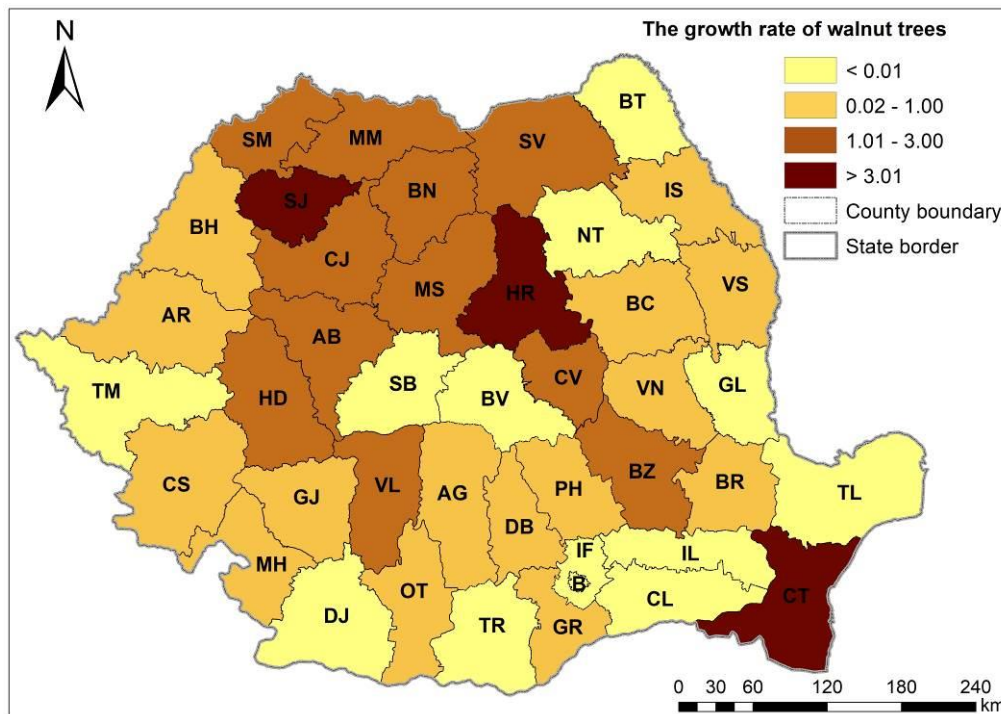 The growth rate of walnut trees
N
< 0.01
0.02 - 1.00
1.01 - 3.00
> 3.01
County boundary
State border
BT
SM
MM
SV
IS
SJ
BN
BH
NT
CJ
VS
MS
HR
BC
AR
AB
TM
SB
CV
GL
HD
BV
VN
CS
VL
BZ
BR
TL
GJ
AG
PH
DB
IF
IL
MH
B
OT
CL
CT
DJ
TR
GR
0 30 60 120 180 240
km